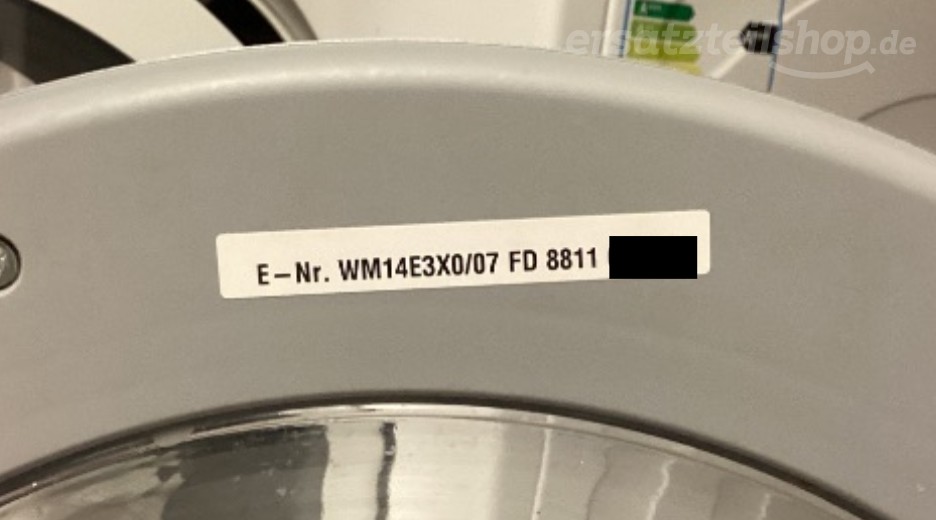 ersatzteilshop.de
A+++
E-Nr. WM14E3X0/07 FD 8811